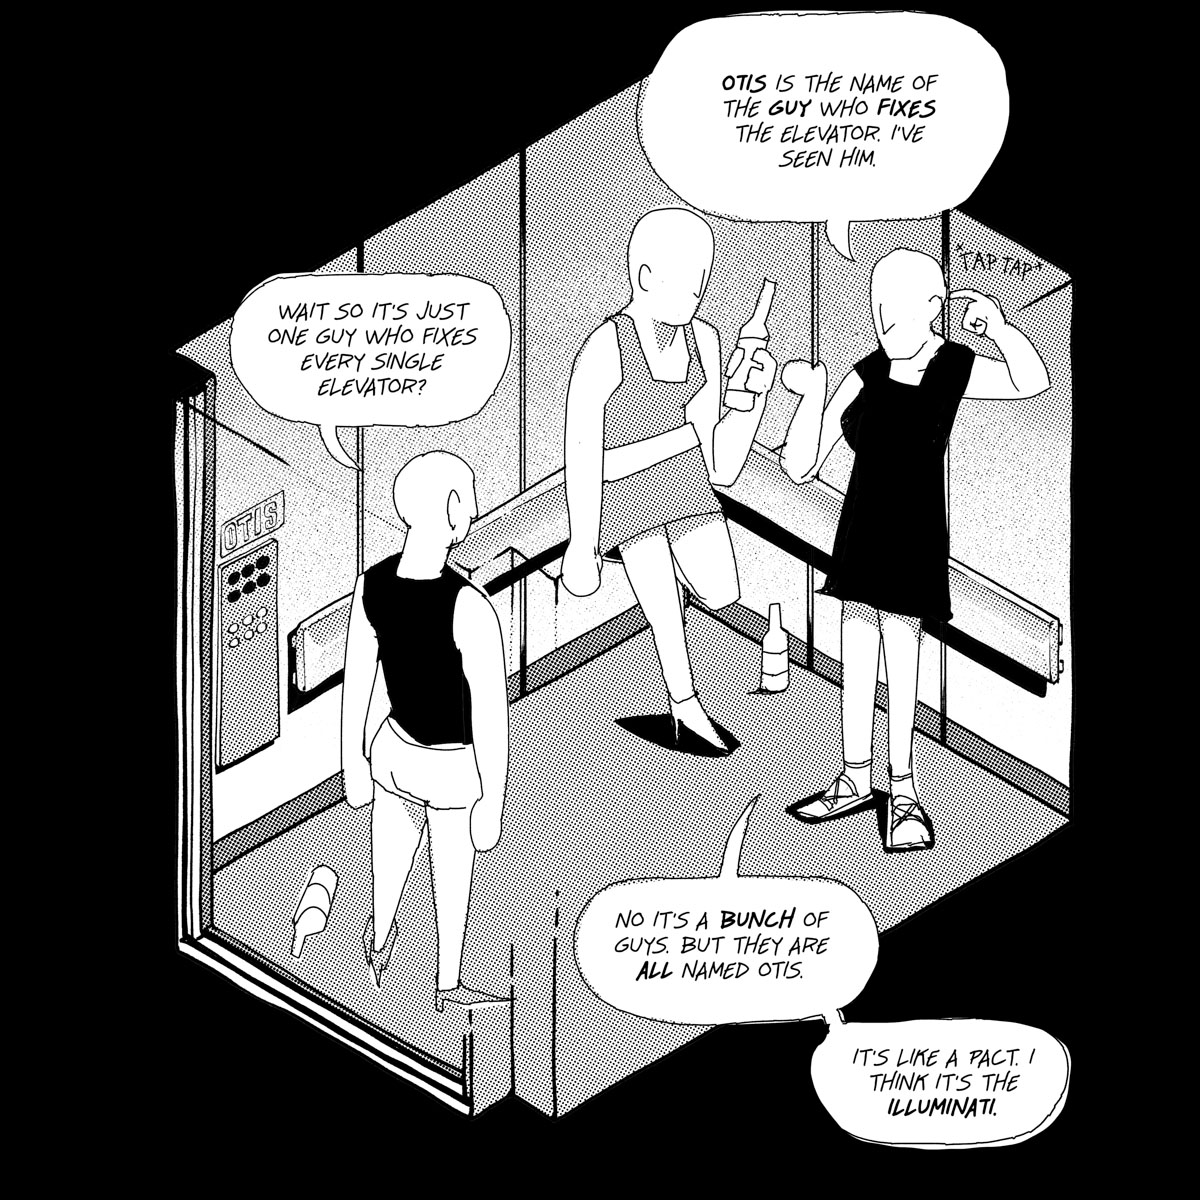 OTIS IS THE NAME OF
THE GUY WHO FIXES
THE ELEVATOR. I'VE
SEEN HIM.
*TAP TAP*
WAIT SO IT'S JUST
ONE GUY WHO FIXES
EVERY SINGLE
ELEVATOR?
OTIS
NO IT'S A BUNCH OF
GUYS. BUT THEY ARE
ALL NAMED OTIS.
IT'S LIKE A PACT. I
THINK IT'S THE
ILLUMINATI.